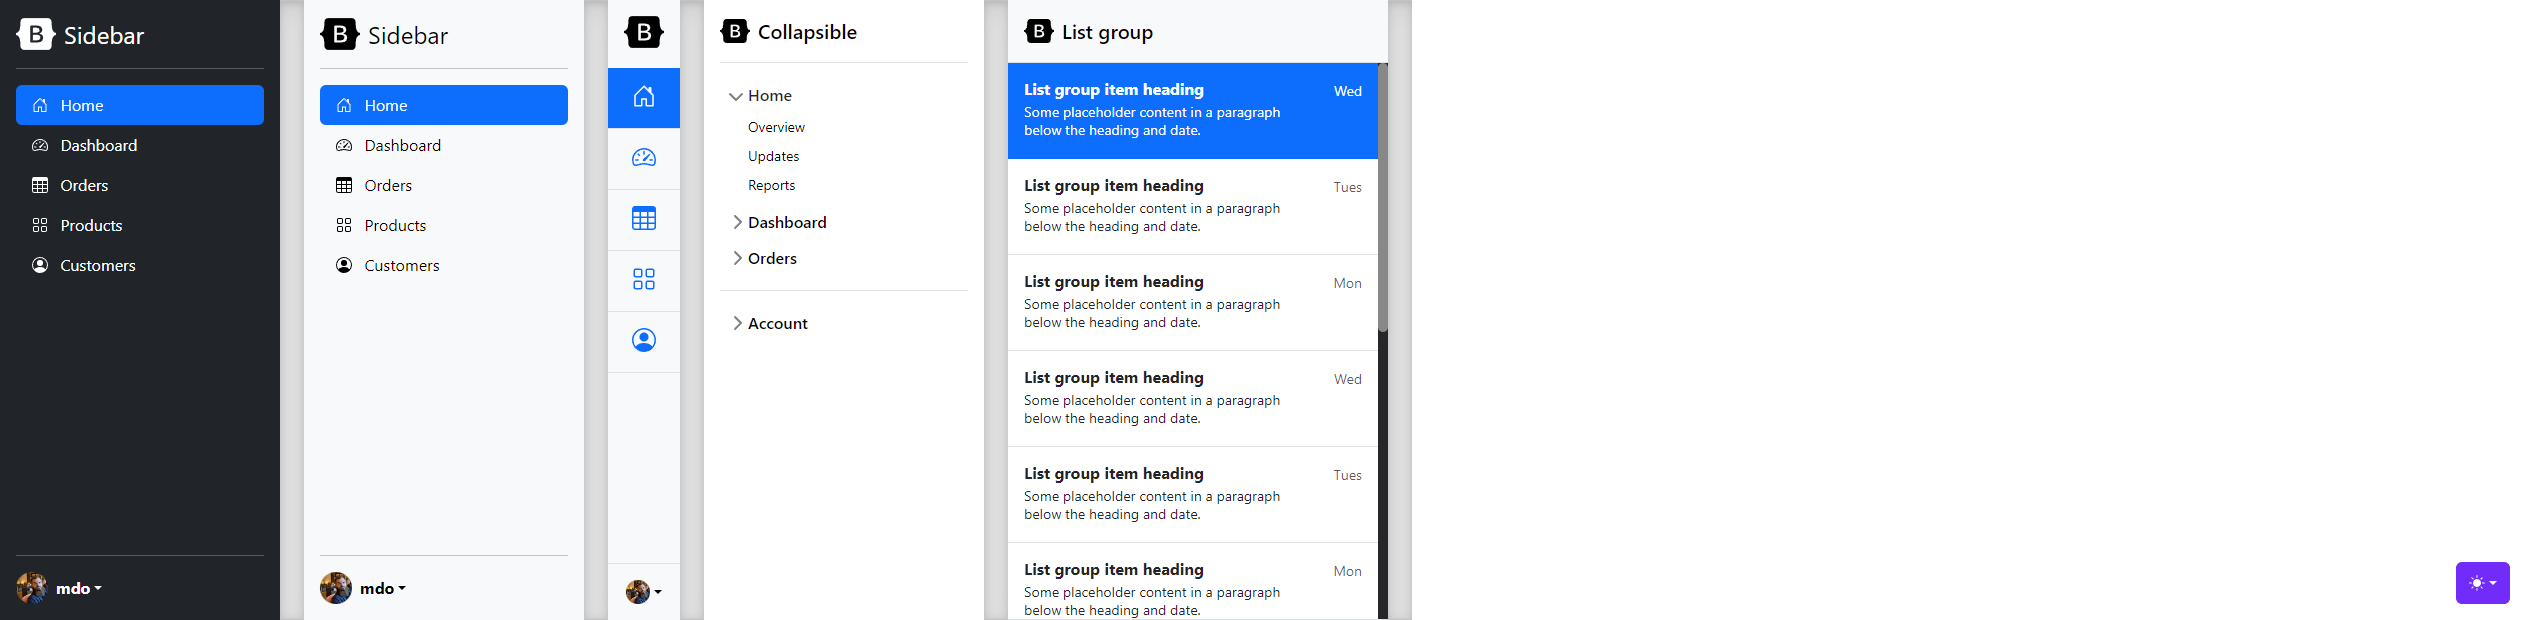 B Sidebar
Home
Dashboard
Orders
Products
Customers
mdo
B Sidebar
Home
Dashboard
Orders
Products
Customers
mdo
B
B Collapsible
Home
Overview
Updates
Reports
Dashboard
Orders
Account
B List group
List group item heading Wed
Some placeholder content in a paragraph
below the heading and date.
List group item heading Tues
Some placeholder content in a paragraph
below the heading and date.
List group item heading Mon
Some placeholder content in a paragraph
below the heading and date.
List group item heading Wed
Some placeholder content in a paragraph
below the heading and date.
List group item heading Tues
Some placeholder content in a paragraph
below the heading and date.
List group item heading Mon
Some placeholder content in a paragraph
below the heading and date.